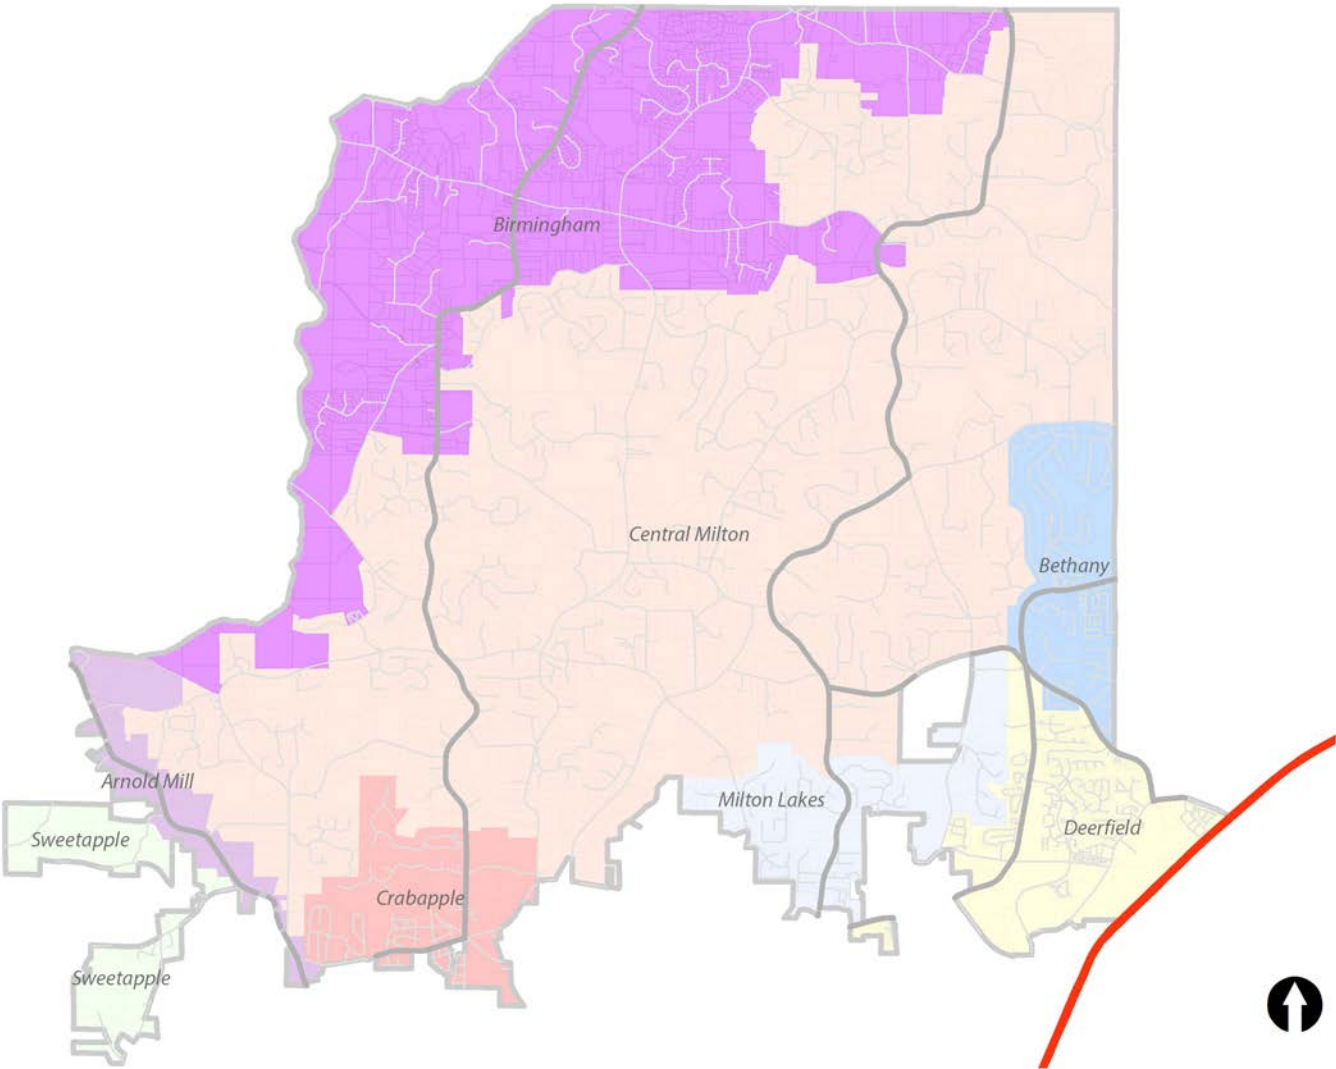 Birmingham
Central Milton
Bethany
Arnold Mill
Milton Lakes
Sweetapple
Deerfield
Crabapple
Sweetapple